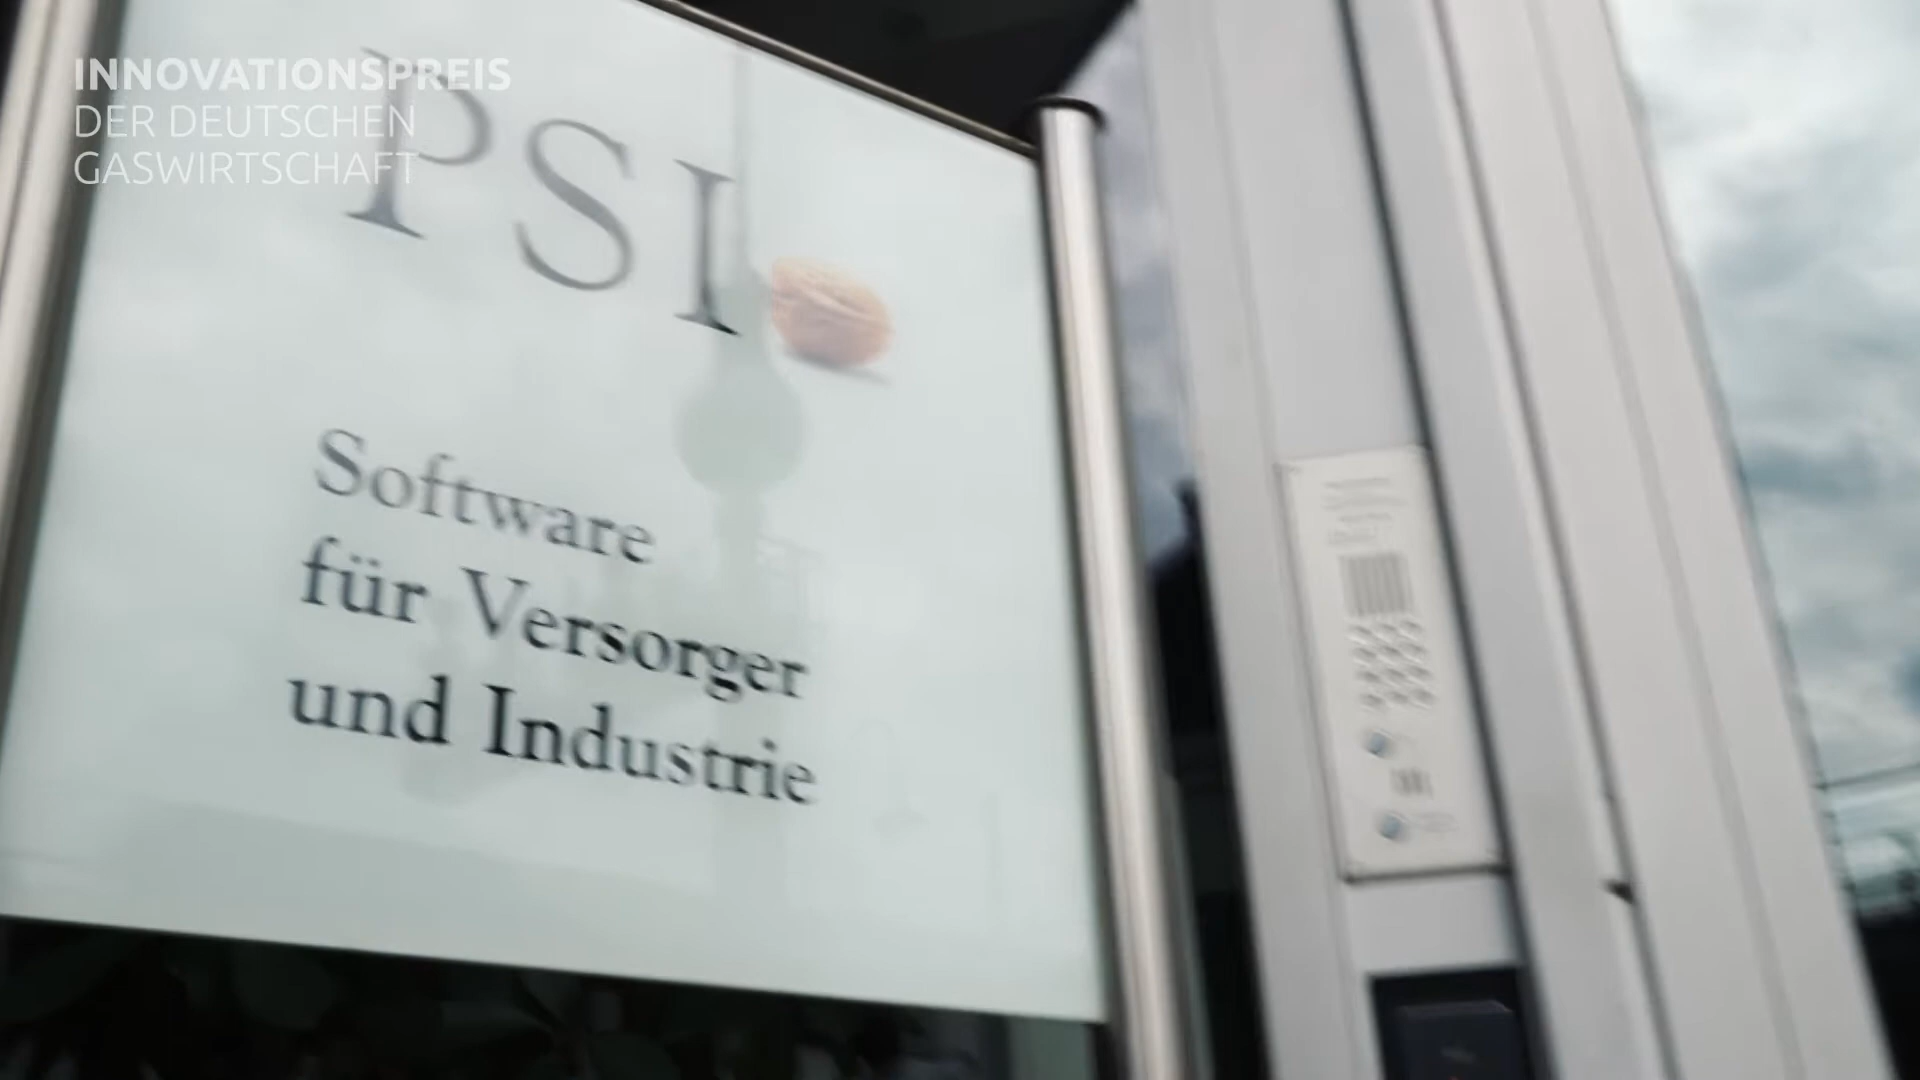 INNOVATIONSPREIS
DER DEUTSCHEN
GASWIRTSCHAFT
PSI
Software
für Versorger
und Industrie